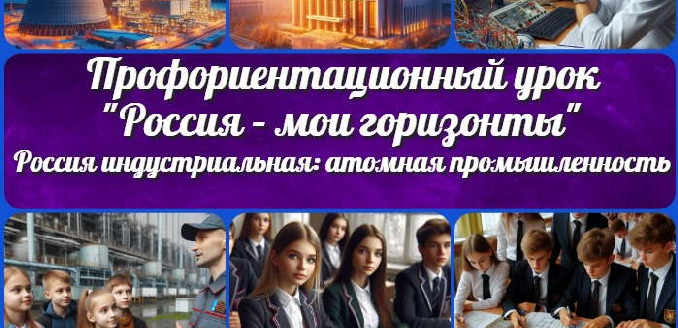 Профориентационный урок
"Россия – мои горизонты"
Россия индустриальная: атомная промышленность